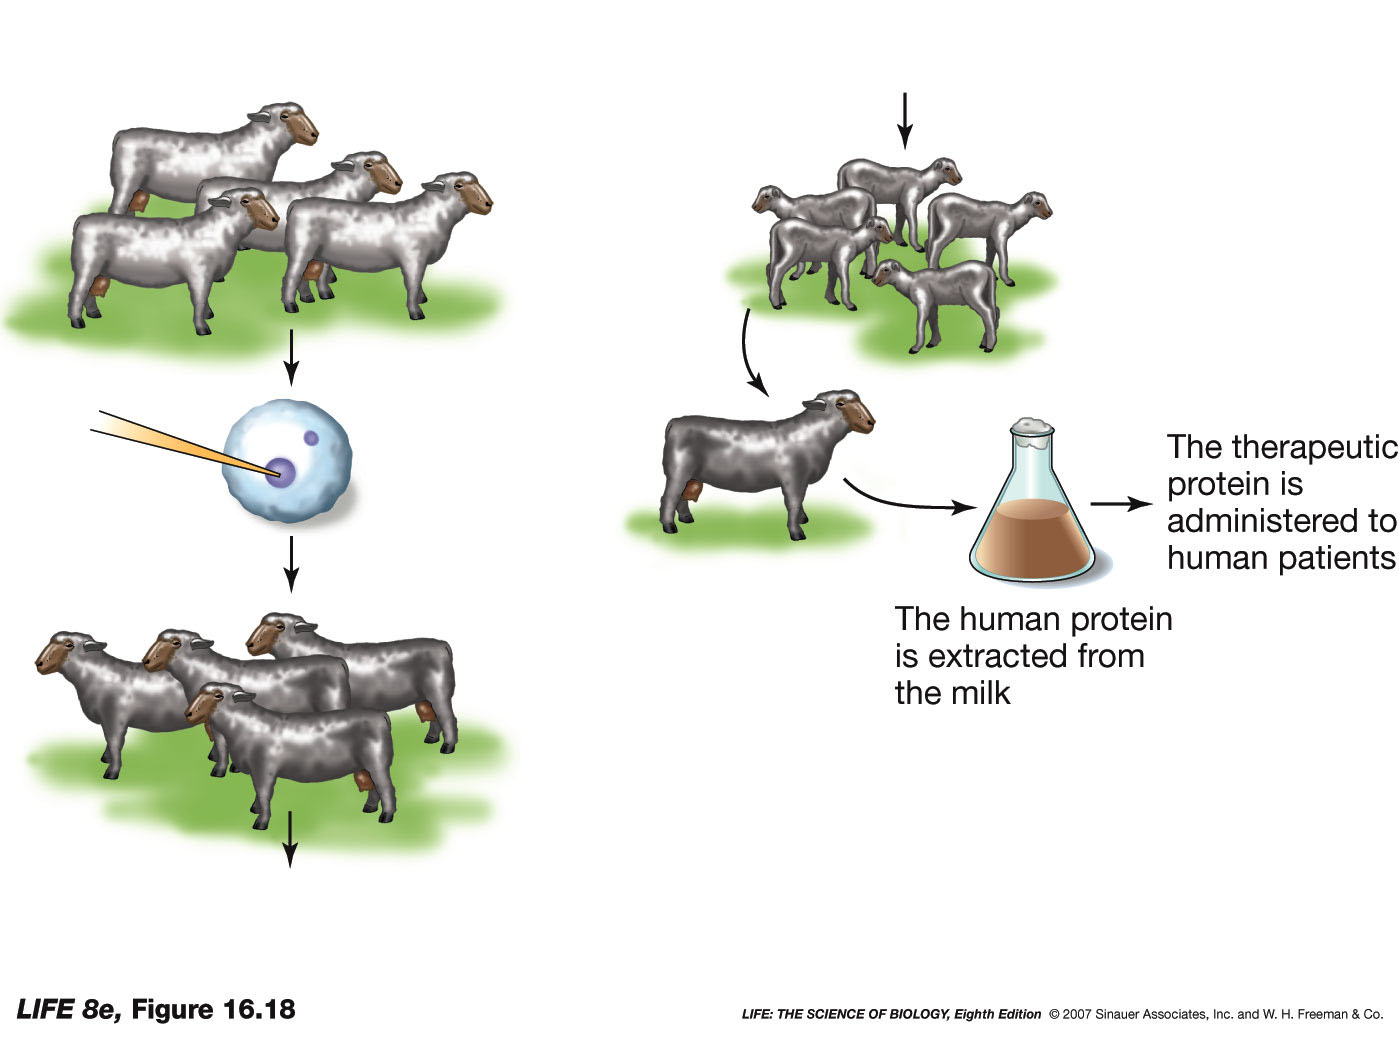 The therapeutic
protein is
administered to
human patients
The human protein
is extracted from
the milk
LIFE 8e, Figure 16.18
LIFE: THE SCIENCE OF BIOLOGY, Eighth Edition © 2007 Sinauer Associates, Inc. and W. H. Freeman & Co.